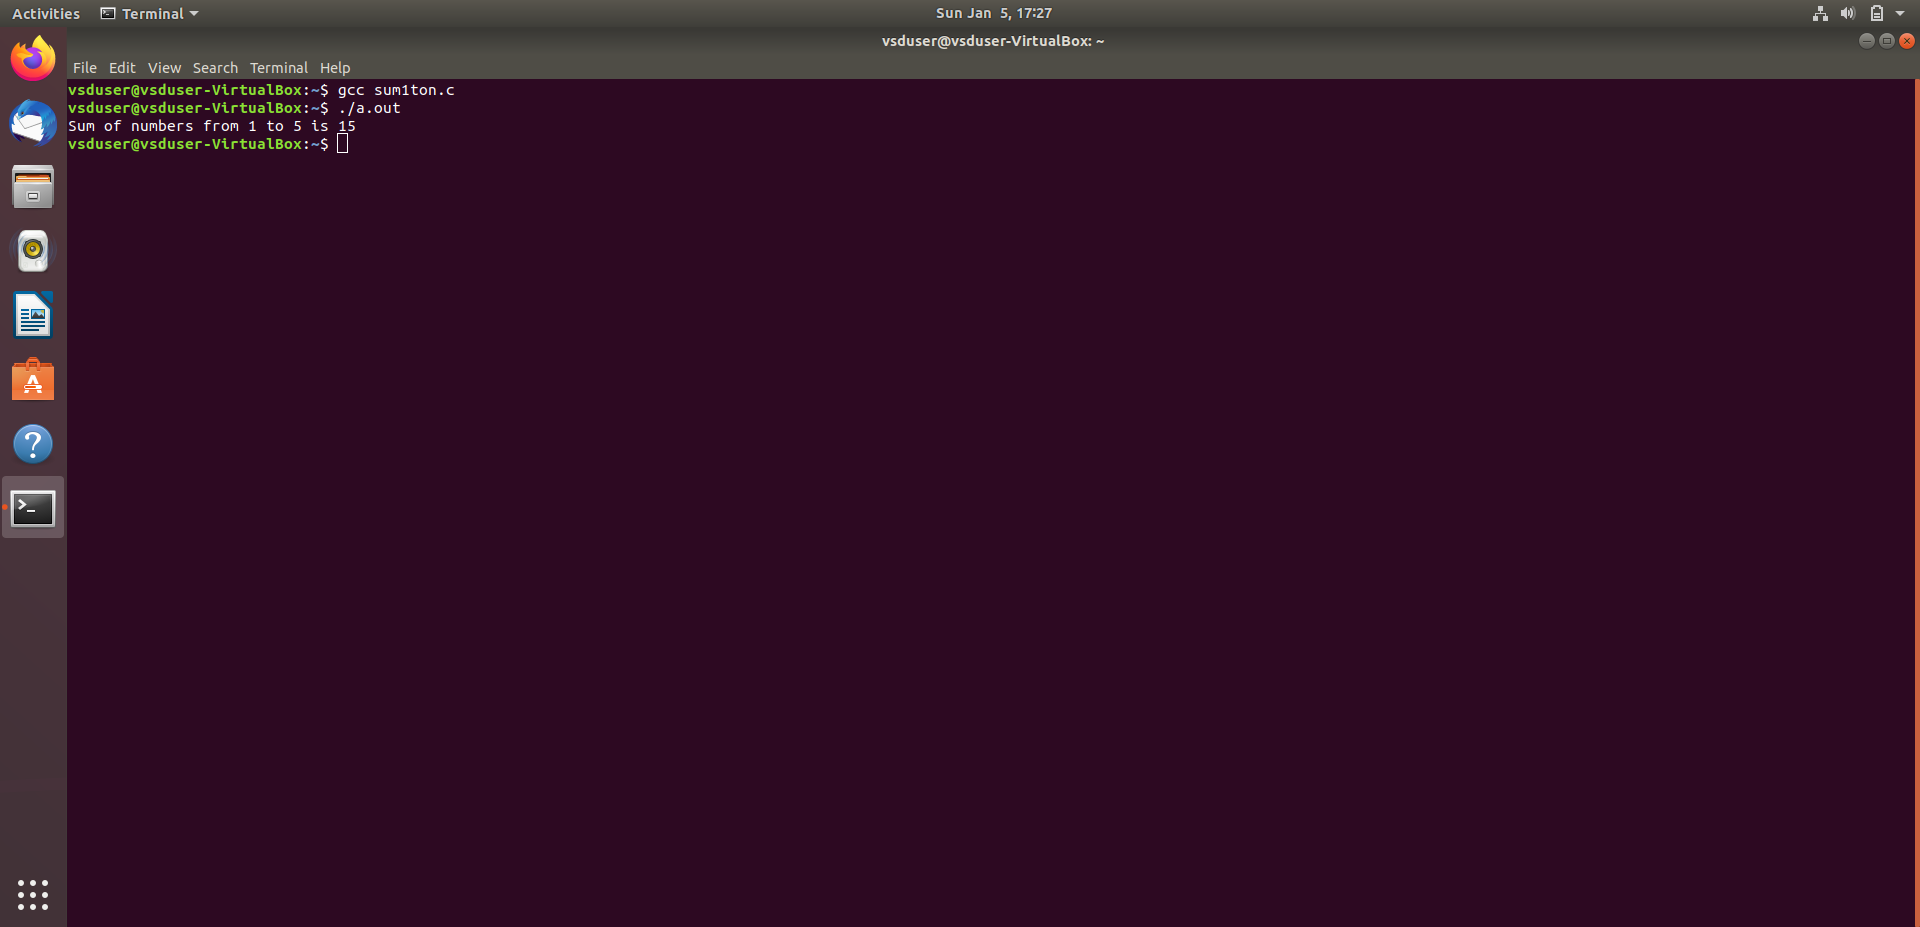 Activities Terminal Sun Jan 5, 17:27
vsduser@vsduser-VirtualBox: ~
File Edit View Search Terminal Help
vsduser@vsduser-VirtualBox:~$ gcc sum1ton.c
vsduser@vsduser-VirtualBox:~$ ./a.out
Sum of numbers from 1 to 5 is 15
vsduser@vsduser-VirtualBox:~$